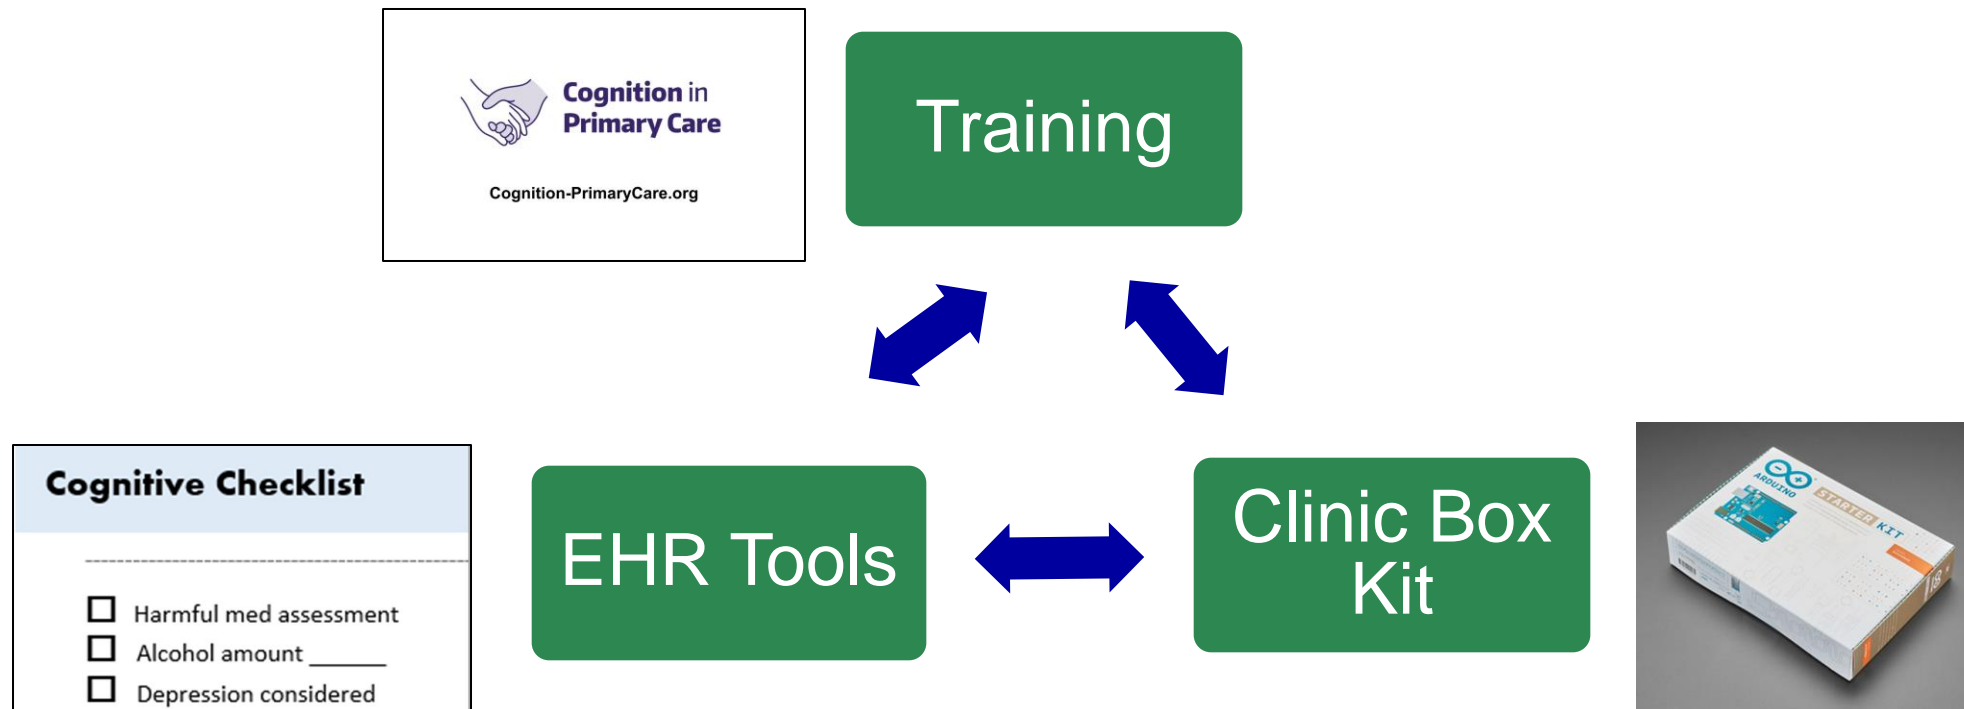 Cognition in
Primary Care
Cognition-PrimaryCare.org
Training
Cognitive Checklist
Harmful med assessment
Alcohol amount ______
Depression considered
EHR Tools
Clinic Box
Kit
ARDUINO
STARTER KIT